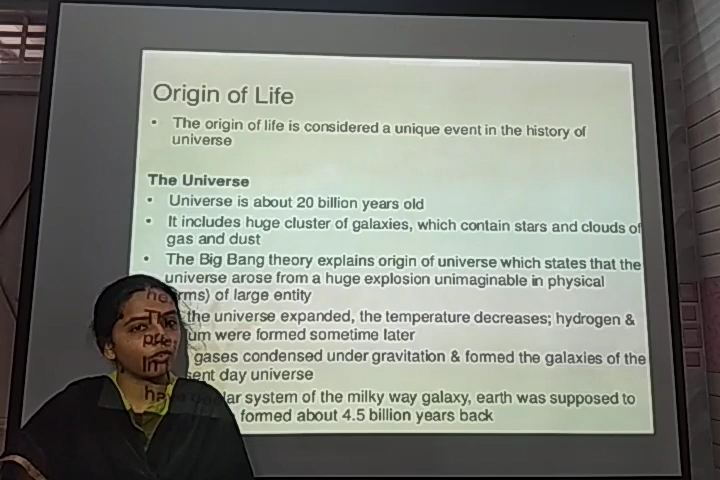 Origin of Life
• The origin of life is considered a unique event in the history of
universe
The Universe
• Universe is about 20 billion years old
• It includes huge cluster of galaxies, which contain stars and clouds of
gas and dust
• The Big Bang theory explains origin of universe which states that the
universe arose from a huge explosion unimaginable in physical
rms) of large entity
the universe expanded, the temperature decreases; hydrogen &
um were formed sometime later
gases condensed under gravitation & formed the galaxies of the
sent day universe
lar system of the milky way galaxy, earth was supposed to
formed about 4.5 billion years back